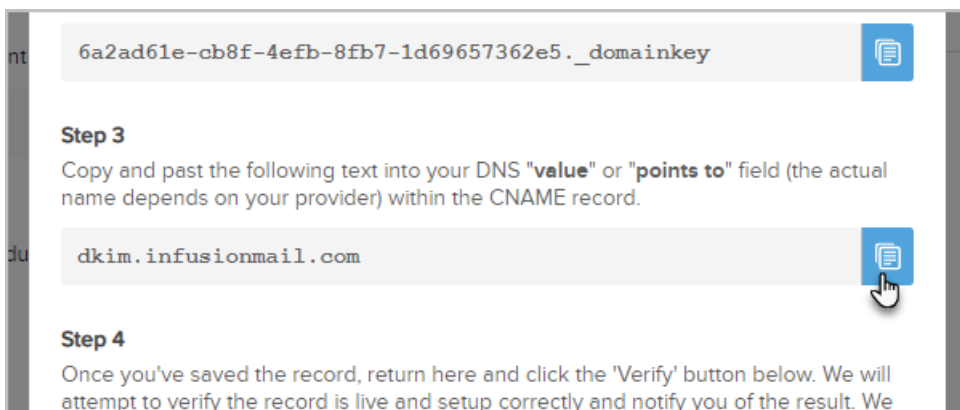 6a2ad61e-cb8f-4efb-8fb7-1d69657362e5._domainkey
Step 3
Copy and past the following text into your DNS "value" or "points to" field (the actual
name depends on your provider) within the CNAME record.
dkim.infusionmail.com
Step 4
Once you've saved the record, return here and click the 'Verify' button below. We will
attempt to verify the record is live and setup correctly and notify you of the result. We
nt
du